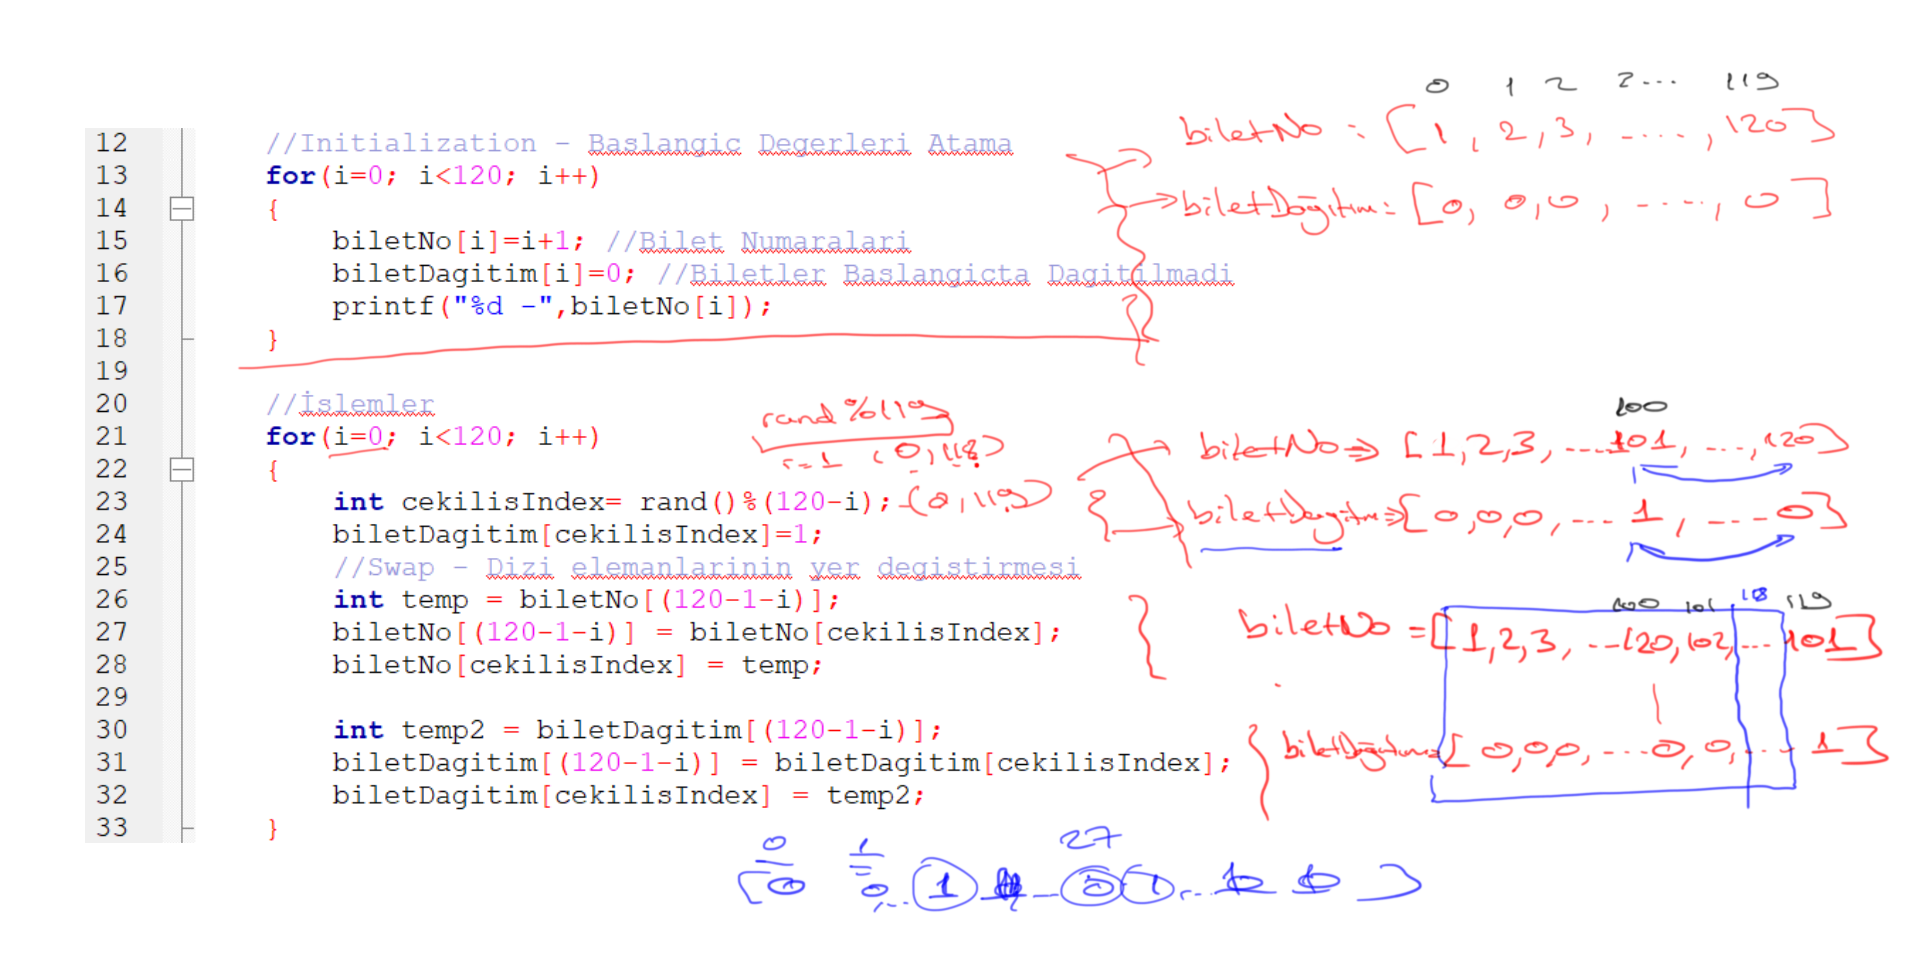 0 1 2 2... 119
biletNo : [1, 2, 3, ...., 120]
biletDağıtım: [0, 0, 0, ...., 0]
12 //Initialization - Baslangic Degerleri Atama
13 for(i=0; i<120; i++)
14 {
15 biletNo[i]=i+1; //Bilet Numaralari
16 biletDagitim[i]=0; //Biletler Baslangicta Dagitilmadi
17 printf("%d -",biletNo[i]);
18 }
19
20 //İslemler
rand%119
100
21 for(i=0; i<120; i++)
(0,118)
biletNo => [1,2,3, ...101, ..., 120]
22 {
23 int cekilisIndex= rand()%(120-i); (0,119)
biletDagitm => [0,0,0, ... 1, ---0]
24 biletDagitim[cekilisIndex]=1;
25 //Swap - Dizi elemanlarinin yer degistirmesi
26 int temp = biletNo[(120-1-i)];
100 101 118 119
27 biletNo[(120-1-i)] = biletNo[cekilisIndex];
biletNo = [1,2,3, ...120, 102, ... 101]
28 biletNo[cekilisIndex] = temp;
29
30 int temp2 = biletDagitim[(120-1-i)];
31 biletDagitim[(120-1-i)] = biletDagitim[cekilisIndex];
[0,0,0, ...0, 0, ... 1]
32 biletDagitim[cekilisIndex] = temp2;
33 }
0 1 27
[0 0,.. 1 0 1 ...]